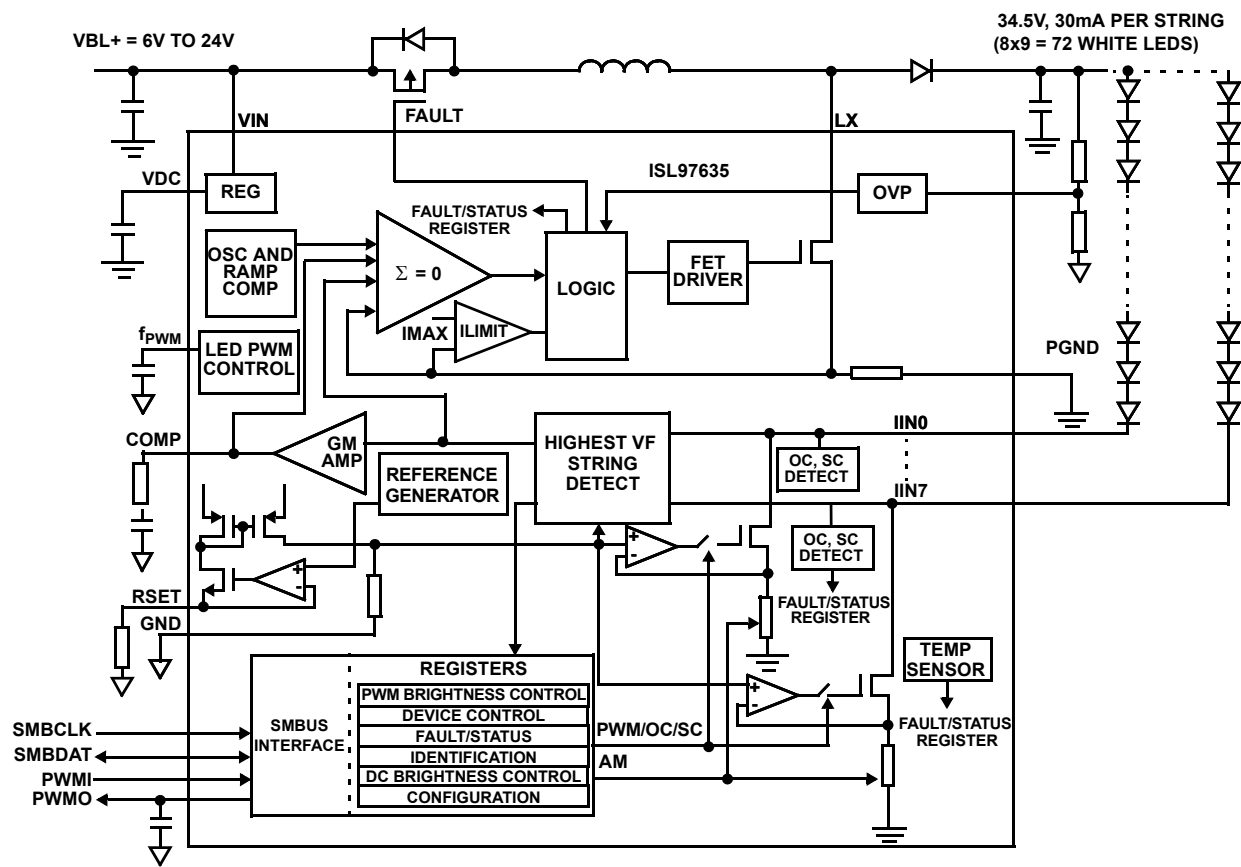 VBL+ = 6V TO 24V
34.5V, 30mA PER STRING
(8x9 = 72 WHITE LEDS)
FAULT
VIN
LX
VDC
REG
ISL97635
OVP
FAULT/STATUS
REGISTER
OSC AND
RAMP
COMP
Σ = 0
LOGIC
FET
DRIVER
IMAX
ILIMIT
fPWM
LED PWM
CONTROL
PGND
COMP
GM
AMP
HIGHEST VF
STRING
DETECT
IIN0
OC, SC
DETECT
REFERENCE
GENERATOR
IIN7
+
-
OC, SC
DETECT
+
-
RSET
GND
FAULT/STATUS
REGISTER
REGISTERS
TEMP
SENSOR
PWM BRIGHTNESS CONTROL
+
-
SMBUS
INTERFACE
DEVICE CONTROL
FAULT/STATUS
PWM/OC/SC
FAULT/STATUS
REGISTER
SMBCLK
SMBDAT
IDENTIFICATION
AM
PWMI
DC BRIGHTNESS CONTROL
PWMO
CONFIGURATION